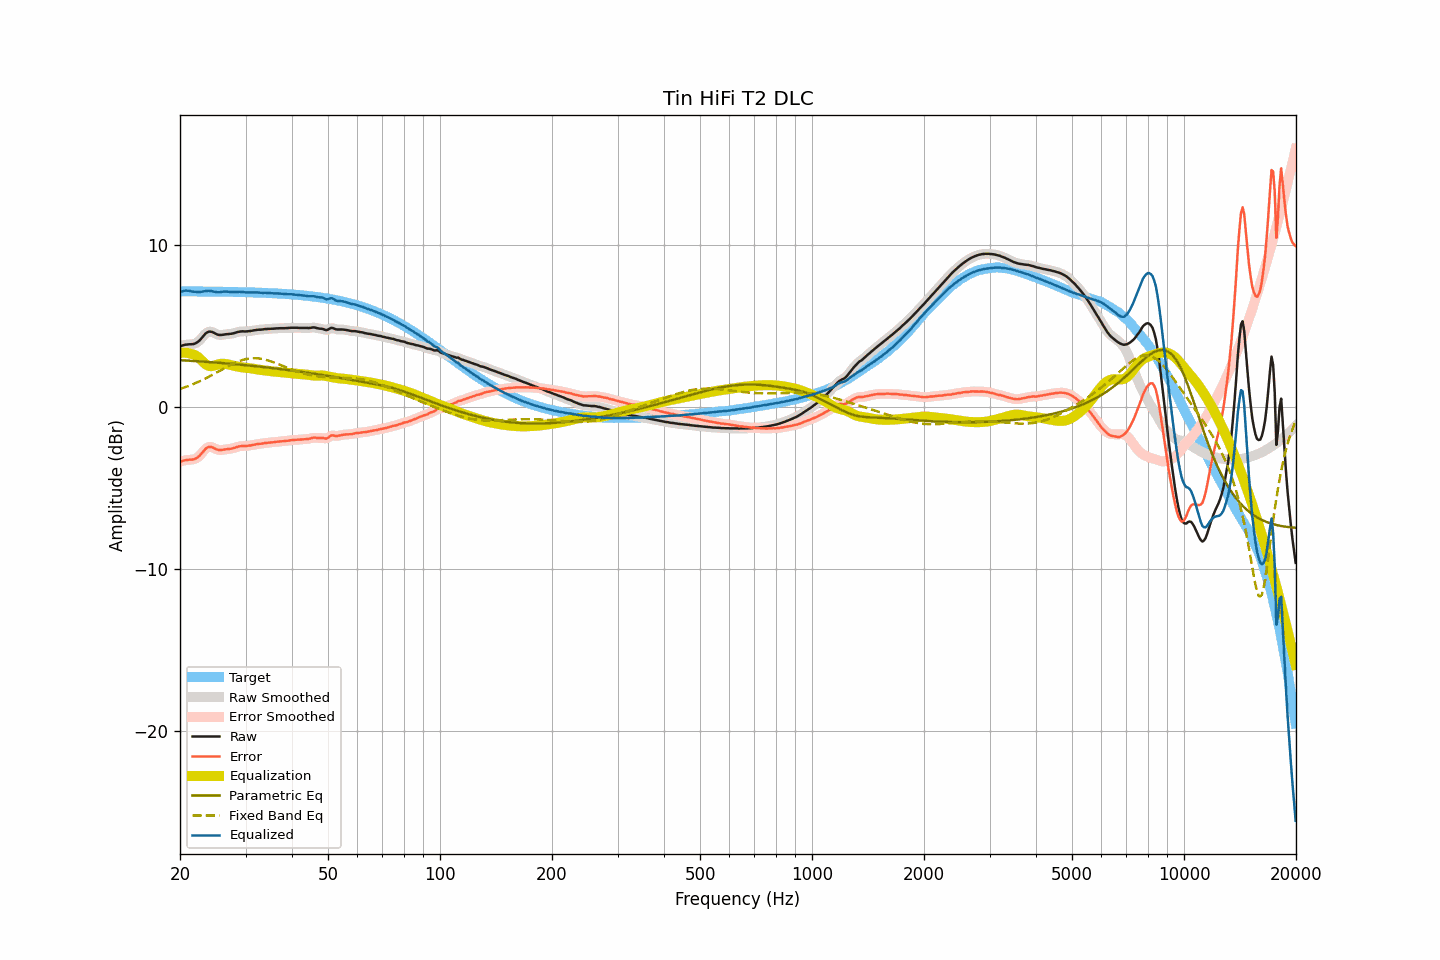 Tin HiFi T2 DLC
10
0
−10
−20
Amplitude (dBr)
Target
Raw Smoothed
Error Smoothed
Raw
Error
Equalization
Parametric Eq
Fixed Band Eq
Equalized
20 50 100 200 500 1000 2000 5000 10000 20000
Frequency (Hz)